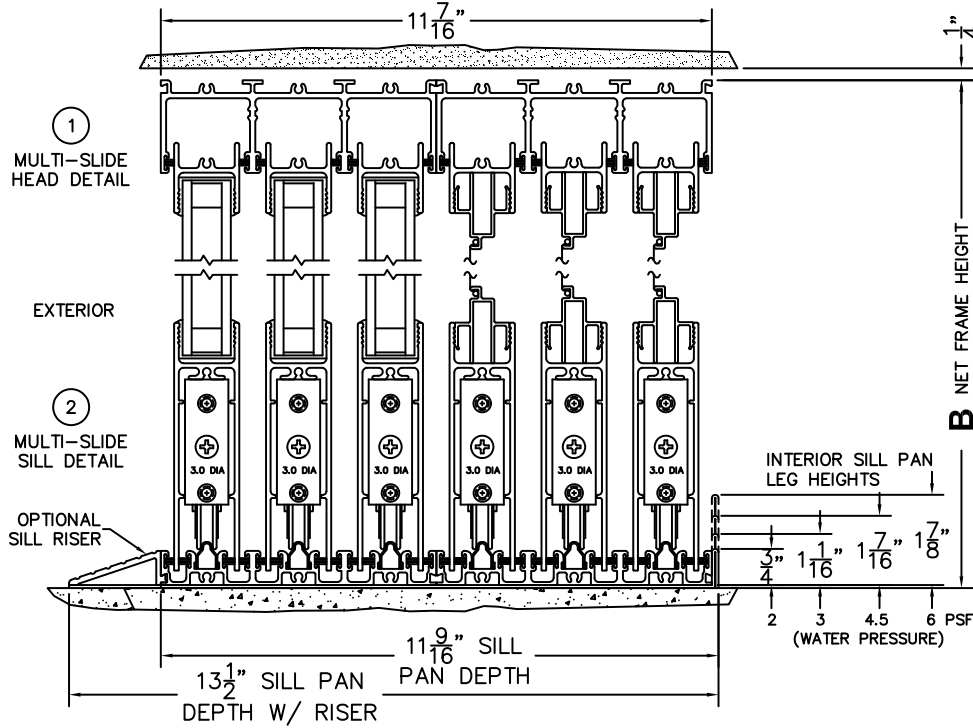 11 7/16"
1"
1
MULTI-SLIDE
HEAD DETAIL
EXTERIOR
B NET FRAME HEIGHT
2
MULTI-SLIDE
SILL DETAIL
3.0 DIA
3.0 DIA
3.0 DIA
3.0 DIA
3.0 DIA
3.0 DIA
INTERIOR SILL PAN
LEG HEIGHTS
OPTIONAL
SILL RISER
3/4"
1 1/16"
1 7/16"
1 7/8"
2 3 4.5 6 PSF
(WATER PRESSURE)
11 9/16" SILL
PAN DEPTH
13 1/2" SILL PAN
DEPTH W/ RISER